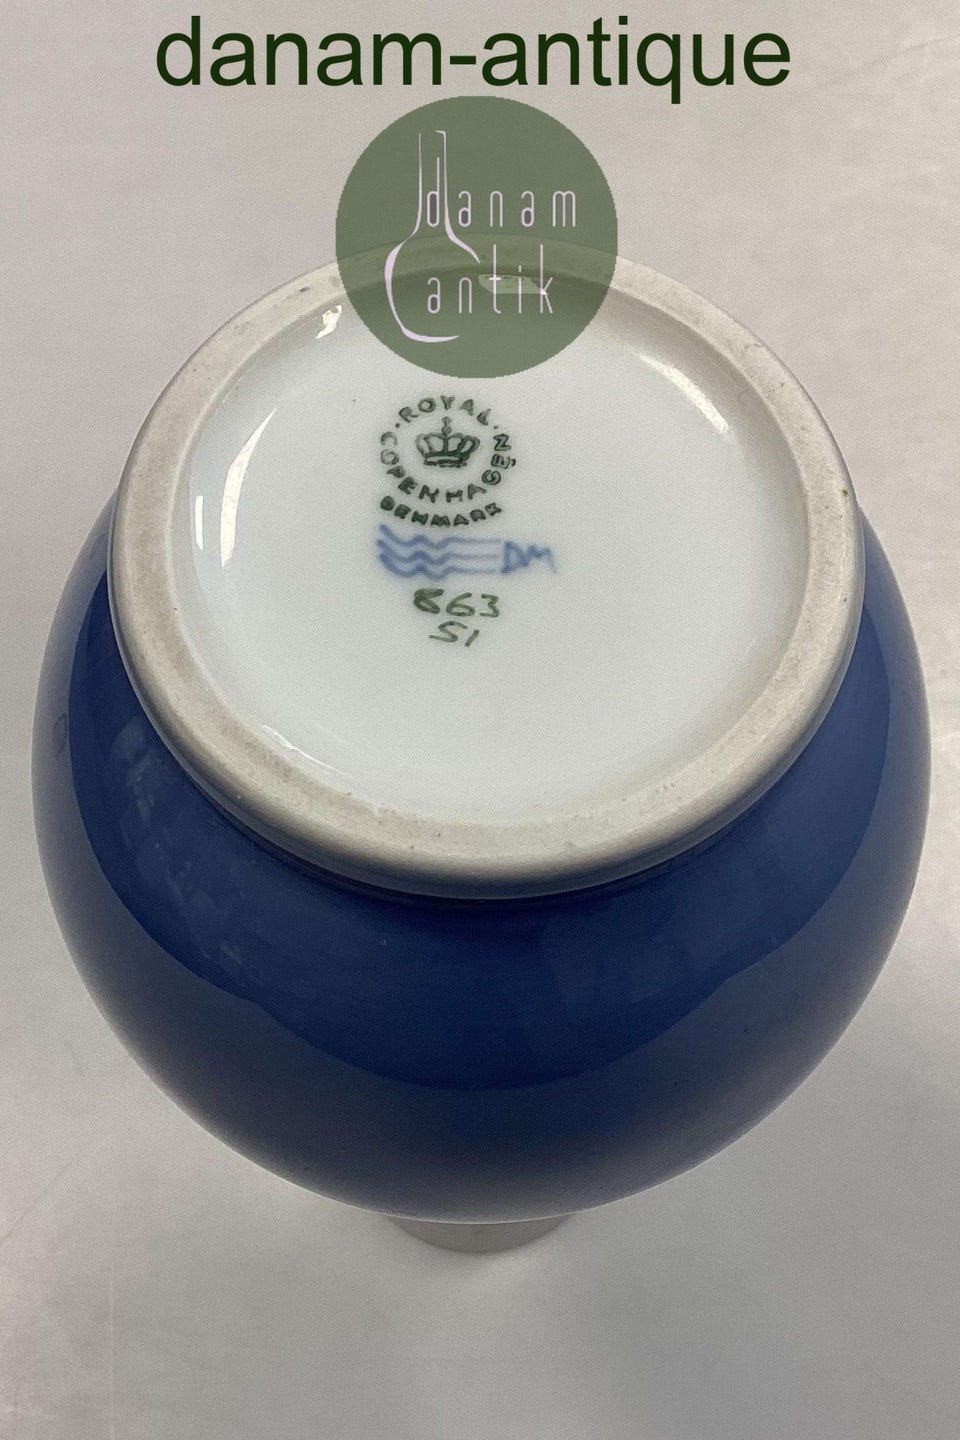 danam-antique
danam
antik
ROYAL
COPENHAGEN
DENMARK
DM
863
51